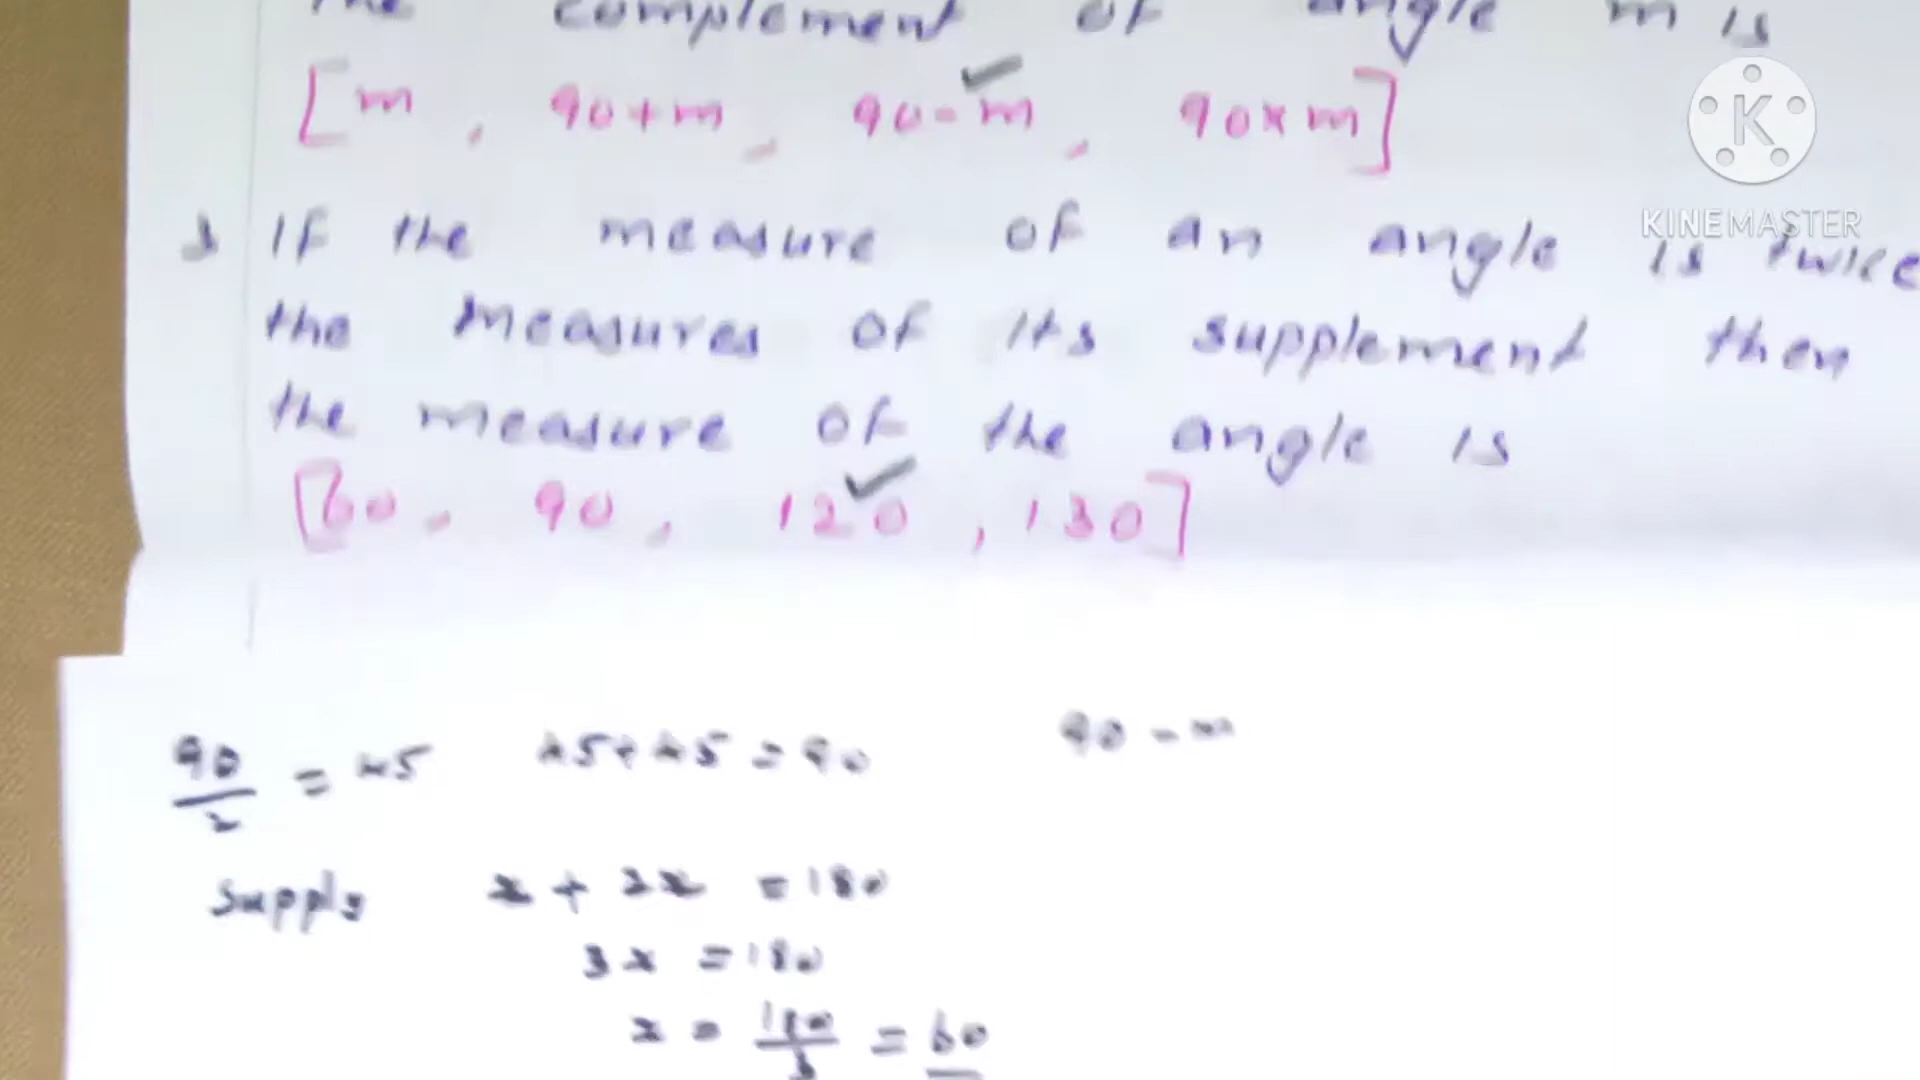 The complement of angle m is
[m, 90+m, 90-m, 90×m]
K
KINEMASTER
3 If the measure of an angle is twice
the measures of its supplement then
the measure of the angle is
[60, 90, 120, 130]
90/2 = 45 45+45 = 90 90-m
supply x + 2x = 180
3x = 180
x = 180/3 = 60